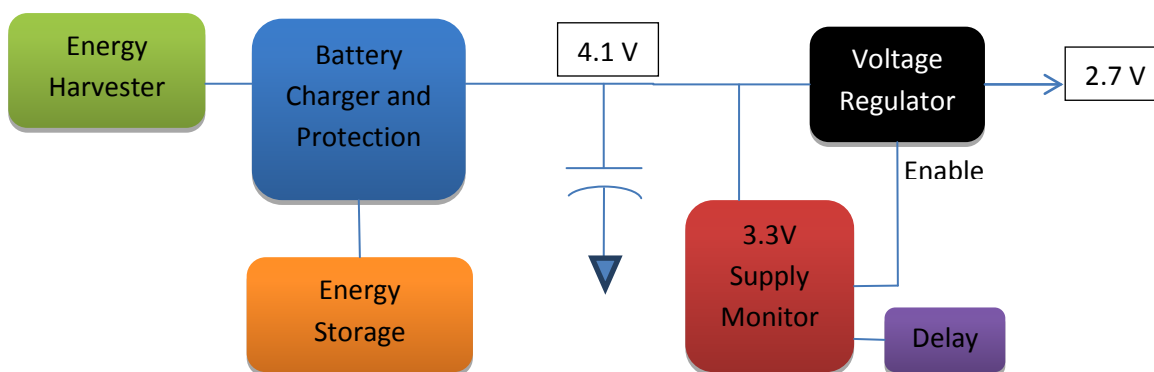 Energy
Harvester
Battery
Charger and
Protection
4.1 V
Voltage
Regulator
2.7 V
Enable
3.3V
Supply
Monitor
Energy
Storage
Delay